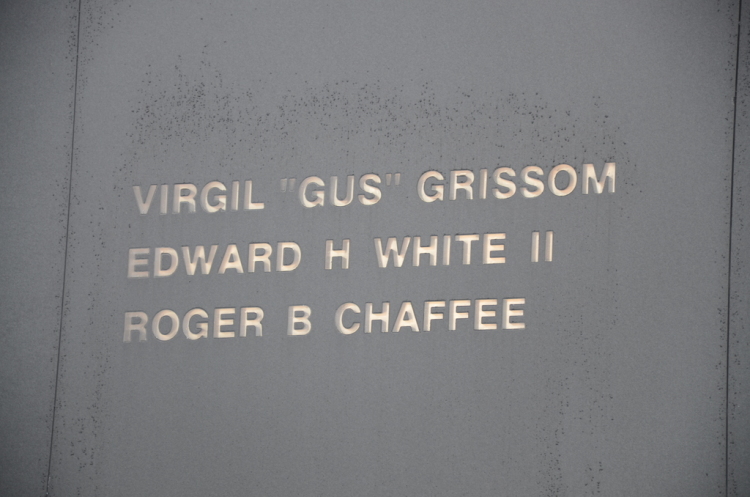 VIRGIL "GUS" GRISSOM
EDWARD H WHITE II
ROGER B CHAFFEE